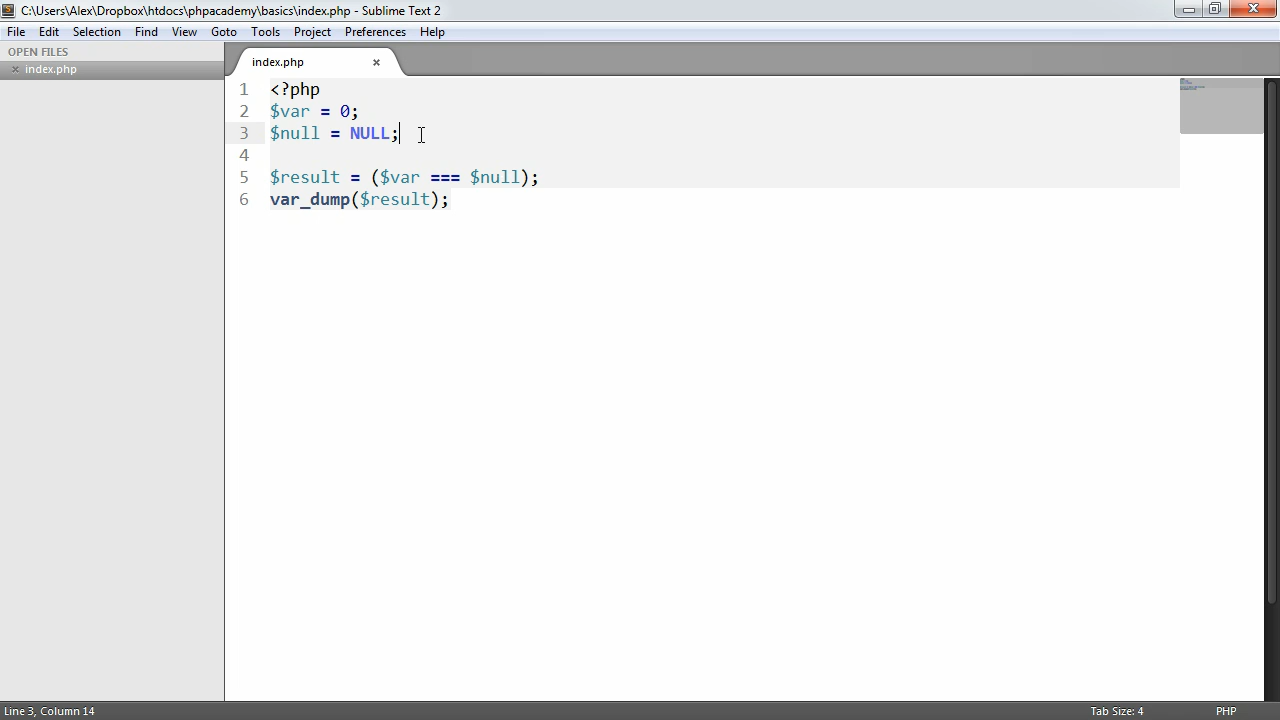 C:\Users\Alex\Dropbox\htdocs\phpacademy\basics\index.php - Sublime Text 2
File Edit Selection Find View Goto Tools Project Preferences Help
OPEN FILES
× index.php
index.php ×
1 <?php
2 $var = 0;
3 $null = NULL;
4
5 $result = ($var === $null);
6 var_dump($result);
Line 3, Column 14
Tab Size: 4
PHP